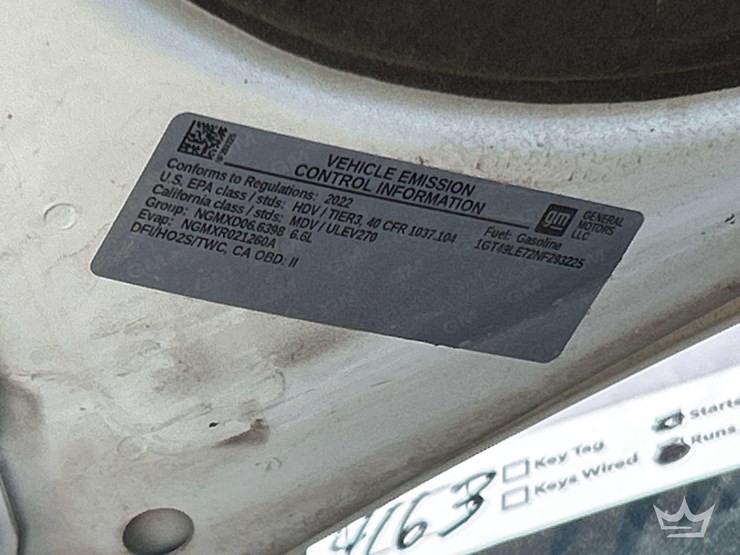 VEHICLE EMISSION
CONTROL INFORMATION
Conforms to Regulations: 2022
U.S. EPA class / stds: HDV / TIER3, 40 CFR 1037.104
California class / stds: MDV / ULEV270
Group: NGMXD06.6398 6.6L
Evap: NGMXR021260A
DFI/HO2S/TWC, CA OBD: II
Fuel: Gasoline
1GT49LE72NF293225
gm
GENERAL
MOTORS
LLC
4163
Key Tag
Keys Wired
Starts
Runs